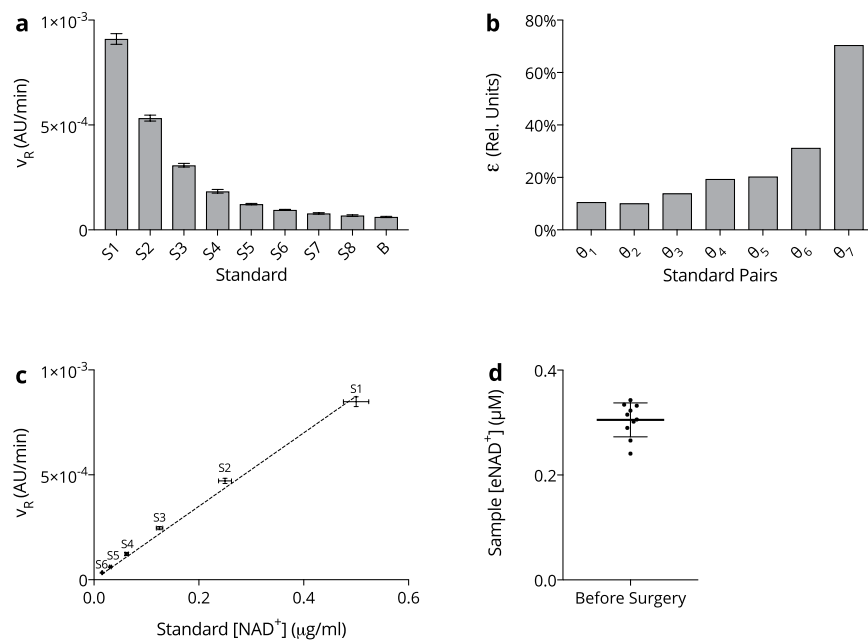 a
1×10⁻³
5×10⁻⁴
0
vR (AU/min)
S1 S2 S3 S4 S5 S6 S7 S8 B
Standard
b
80%
60%
40%
20%
0%
ε (Rel. Units)
θ₁ θ₂ θ₃ θ₄ θ₅ θ₆ θ₇
Standard Pairs
c
1×10⁻³
5×10⁻⁴
0
vR (AU/min)
S1
S2
S3
S4
S6 S5
0.0 0.2 0.4 0.6
Standard [NAD⁺] (μg/ml)
d
0.4
0.2
0.0
Sample [eNAD⁺] (μM)
Before Surgery